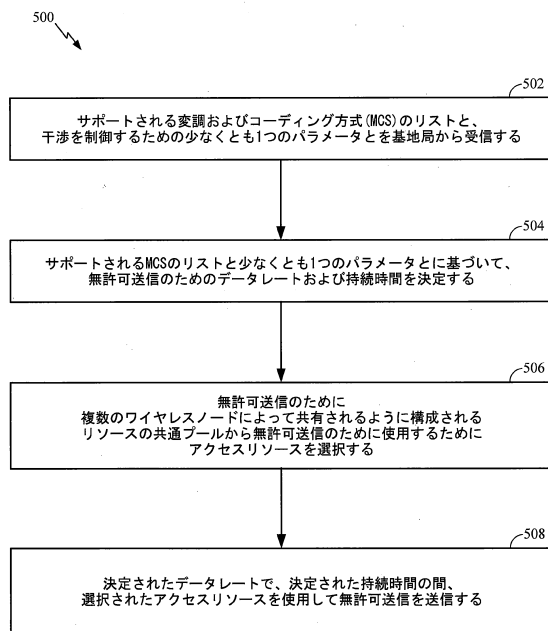 500
502
サポートされる変調およびコーディング方式(MCS)のリストと、
干渉を制御するための少なくとも1つのパラメータとを基地局から受信する
504
サポートされるMCSのリストと少なくとも1つのパラメータとに基づいて、
無許可送信のためのデータレートおよび持続時間を決定する
506
無許可送信のために
複数のワイヤレスノードによって共有されるように構成される
リソースの共通プールから無許可送信のために使用するために
アクセスリソースを選択する
508
決定されたデータレートで、決定された持続時間の間、
選択されたアクセスリソースを使用して無許可送信を送信する